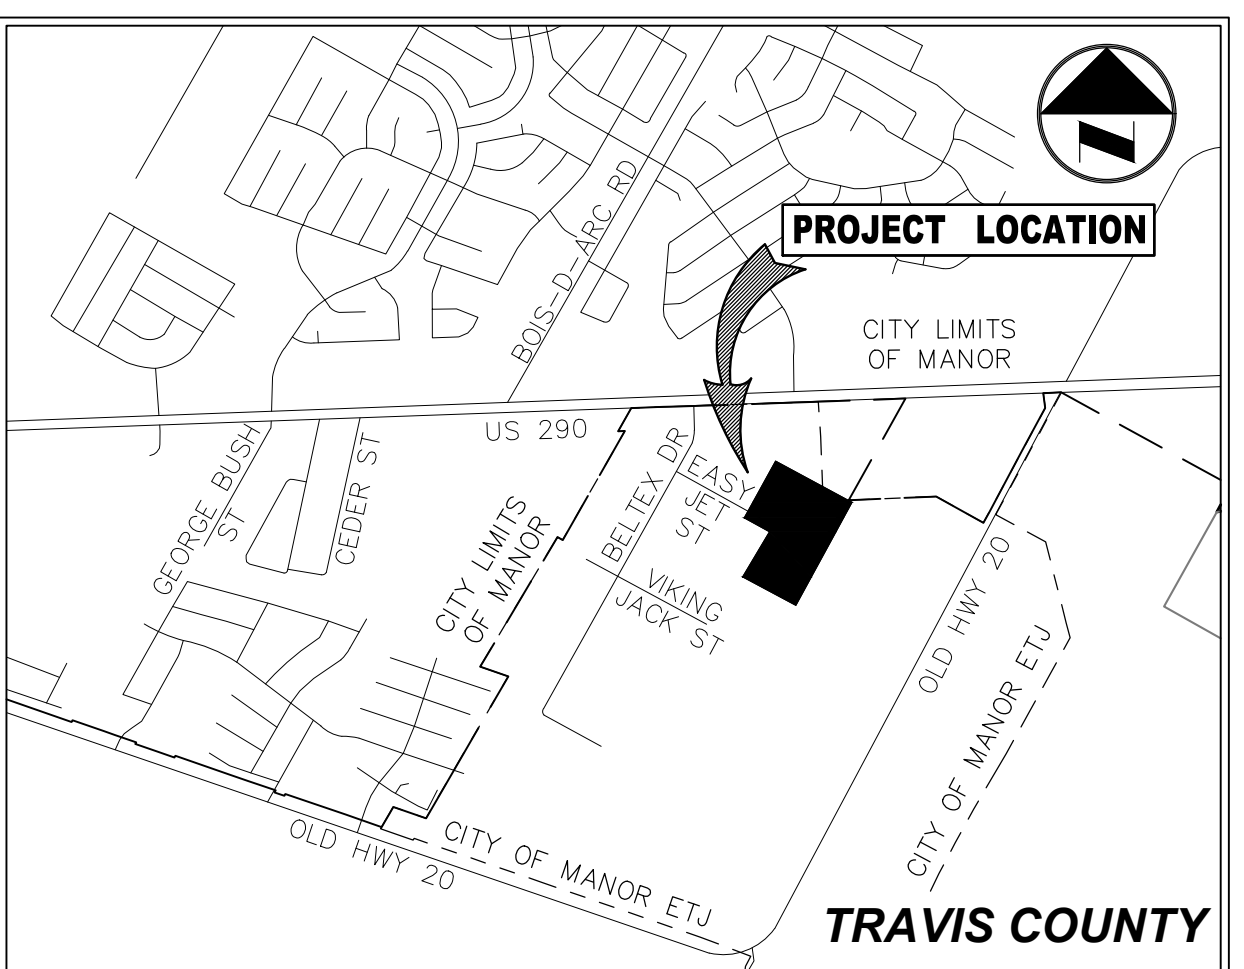 N
PROJECT LOCATION
BOIS-D-ARC RD
CITY LIMITS
OF MANOR
US 290
GEORGE BUSH
ST
CEDER ST
CITY LIMITS
OF MANOR
BELTEX DR
EASY
JET
ST
VIKING
JACK ST
OLD HWY 20
CITY OF MANOR ETJ
OLD HWY 20
CITY OF MANOR ETJ
TRAVIS COUNTY